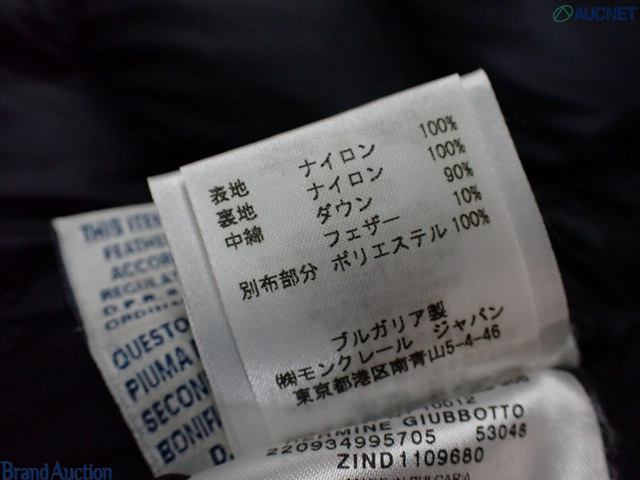 AUCNET
表地 ナイロン 100%
裏地 ナイロン 100%
中綿 ダウン 90%
フェザー 10%
別布部分 ポリエステル 100%
ブルガリア製
㈱モンクレール ジャパン
東京都港区南青山5-4-46
THIS ITEM
FEATHER
ACCOR
REGULAT
ORDIN
QUESTO
PIUMA
SECON
BONIF
GIUBBOTTO
220934995705 53048
ZIND1109680
Brand Auction